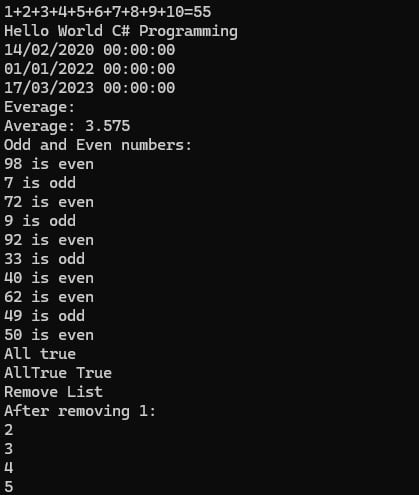 1+2+3+4+5+6+7+8+9+10=55
Hello World C# Programming
14/02/2020 00:00:00
01/01/2022 00:00:00
17/03/2023 00:00:00
Everage:
Average: 3.575
Odd and Even numbers:
98 is even
7 is odd
72 is even
9 is odd
92 is even
33 is odd
40 is even
62 is even
49 is odd
50 is even
All true
AllTrue True
Remove List
After removing 1:
2
3
4
5